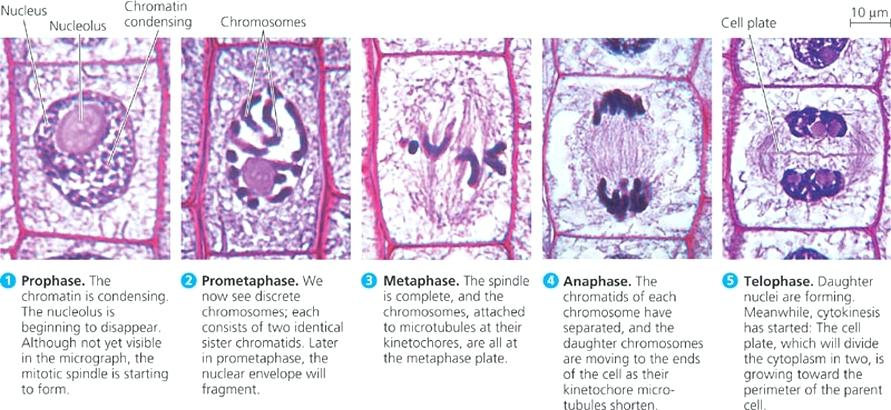 Nucleus
Nucleolus
Chromatin
condensing
Chromosomes
Cell plate
10 µm
1 Prophase. The
chromatin is condensing.
The nucleolus is
beginning to disappear.
Although not yet visible
in the micrograph, the
mitotic spindle is starting
to form.
2 Prometaphase. We
now see discrete
chromosomes; each
consists of two identical
sister chromatids. Later
in prometaphase, the
nuclear envelope will
fragment.
3 Metaphase. The spindle
is complete, and the
chromosomes, attached
to microtubules at their
kinetochores, are all at
the metaphase plate.
4 Anaphase. The
chromatids of each
chromosome have
separated, and the
daughter chromosomes
are moving to the ends
of the cell as their
kinetochore micro-
tubules shorten.
5 Telophase. Daughter
nuclei are forming.
Meanwhile, cytokinesis
has started: The cell
plate, which will divide
the cytoplasm in two, is
growing toward the
perimeter of the parent
cell.